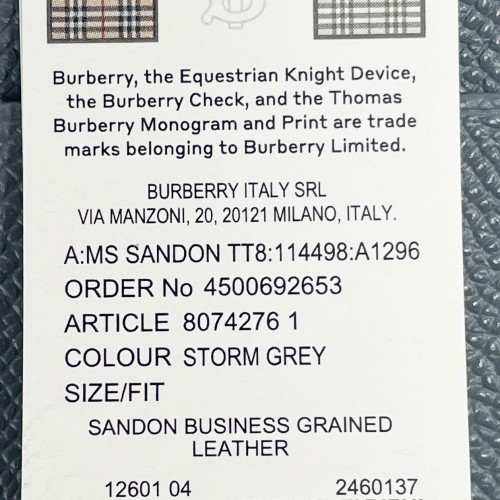 Burberry, the Equestrian Knight Device,
the Burberry Check, and the Thomas
Burberry Monogram and Print are trade
marks belonging to Burberry Limited.
BURBERRY ITALY SRL
VIA MANZONI, 20, 20121 MILANO, ITALY.
A:MS SANDON TT8:114498:A1296
ORDER No 4500692653
ARTICLE 8074276 1
COLOUR STORM GREY
SIZE/FIT
SANDON BUSINESS GRAINED
LEATHER
12601 04 2460137